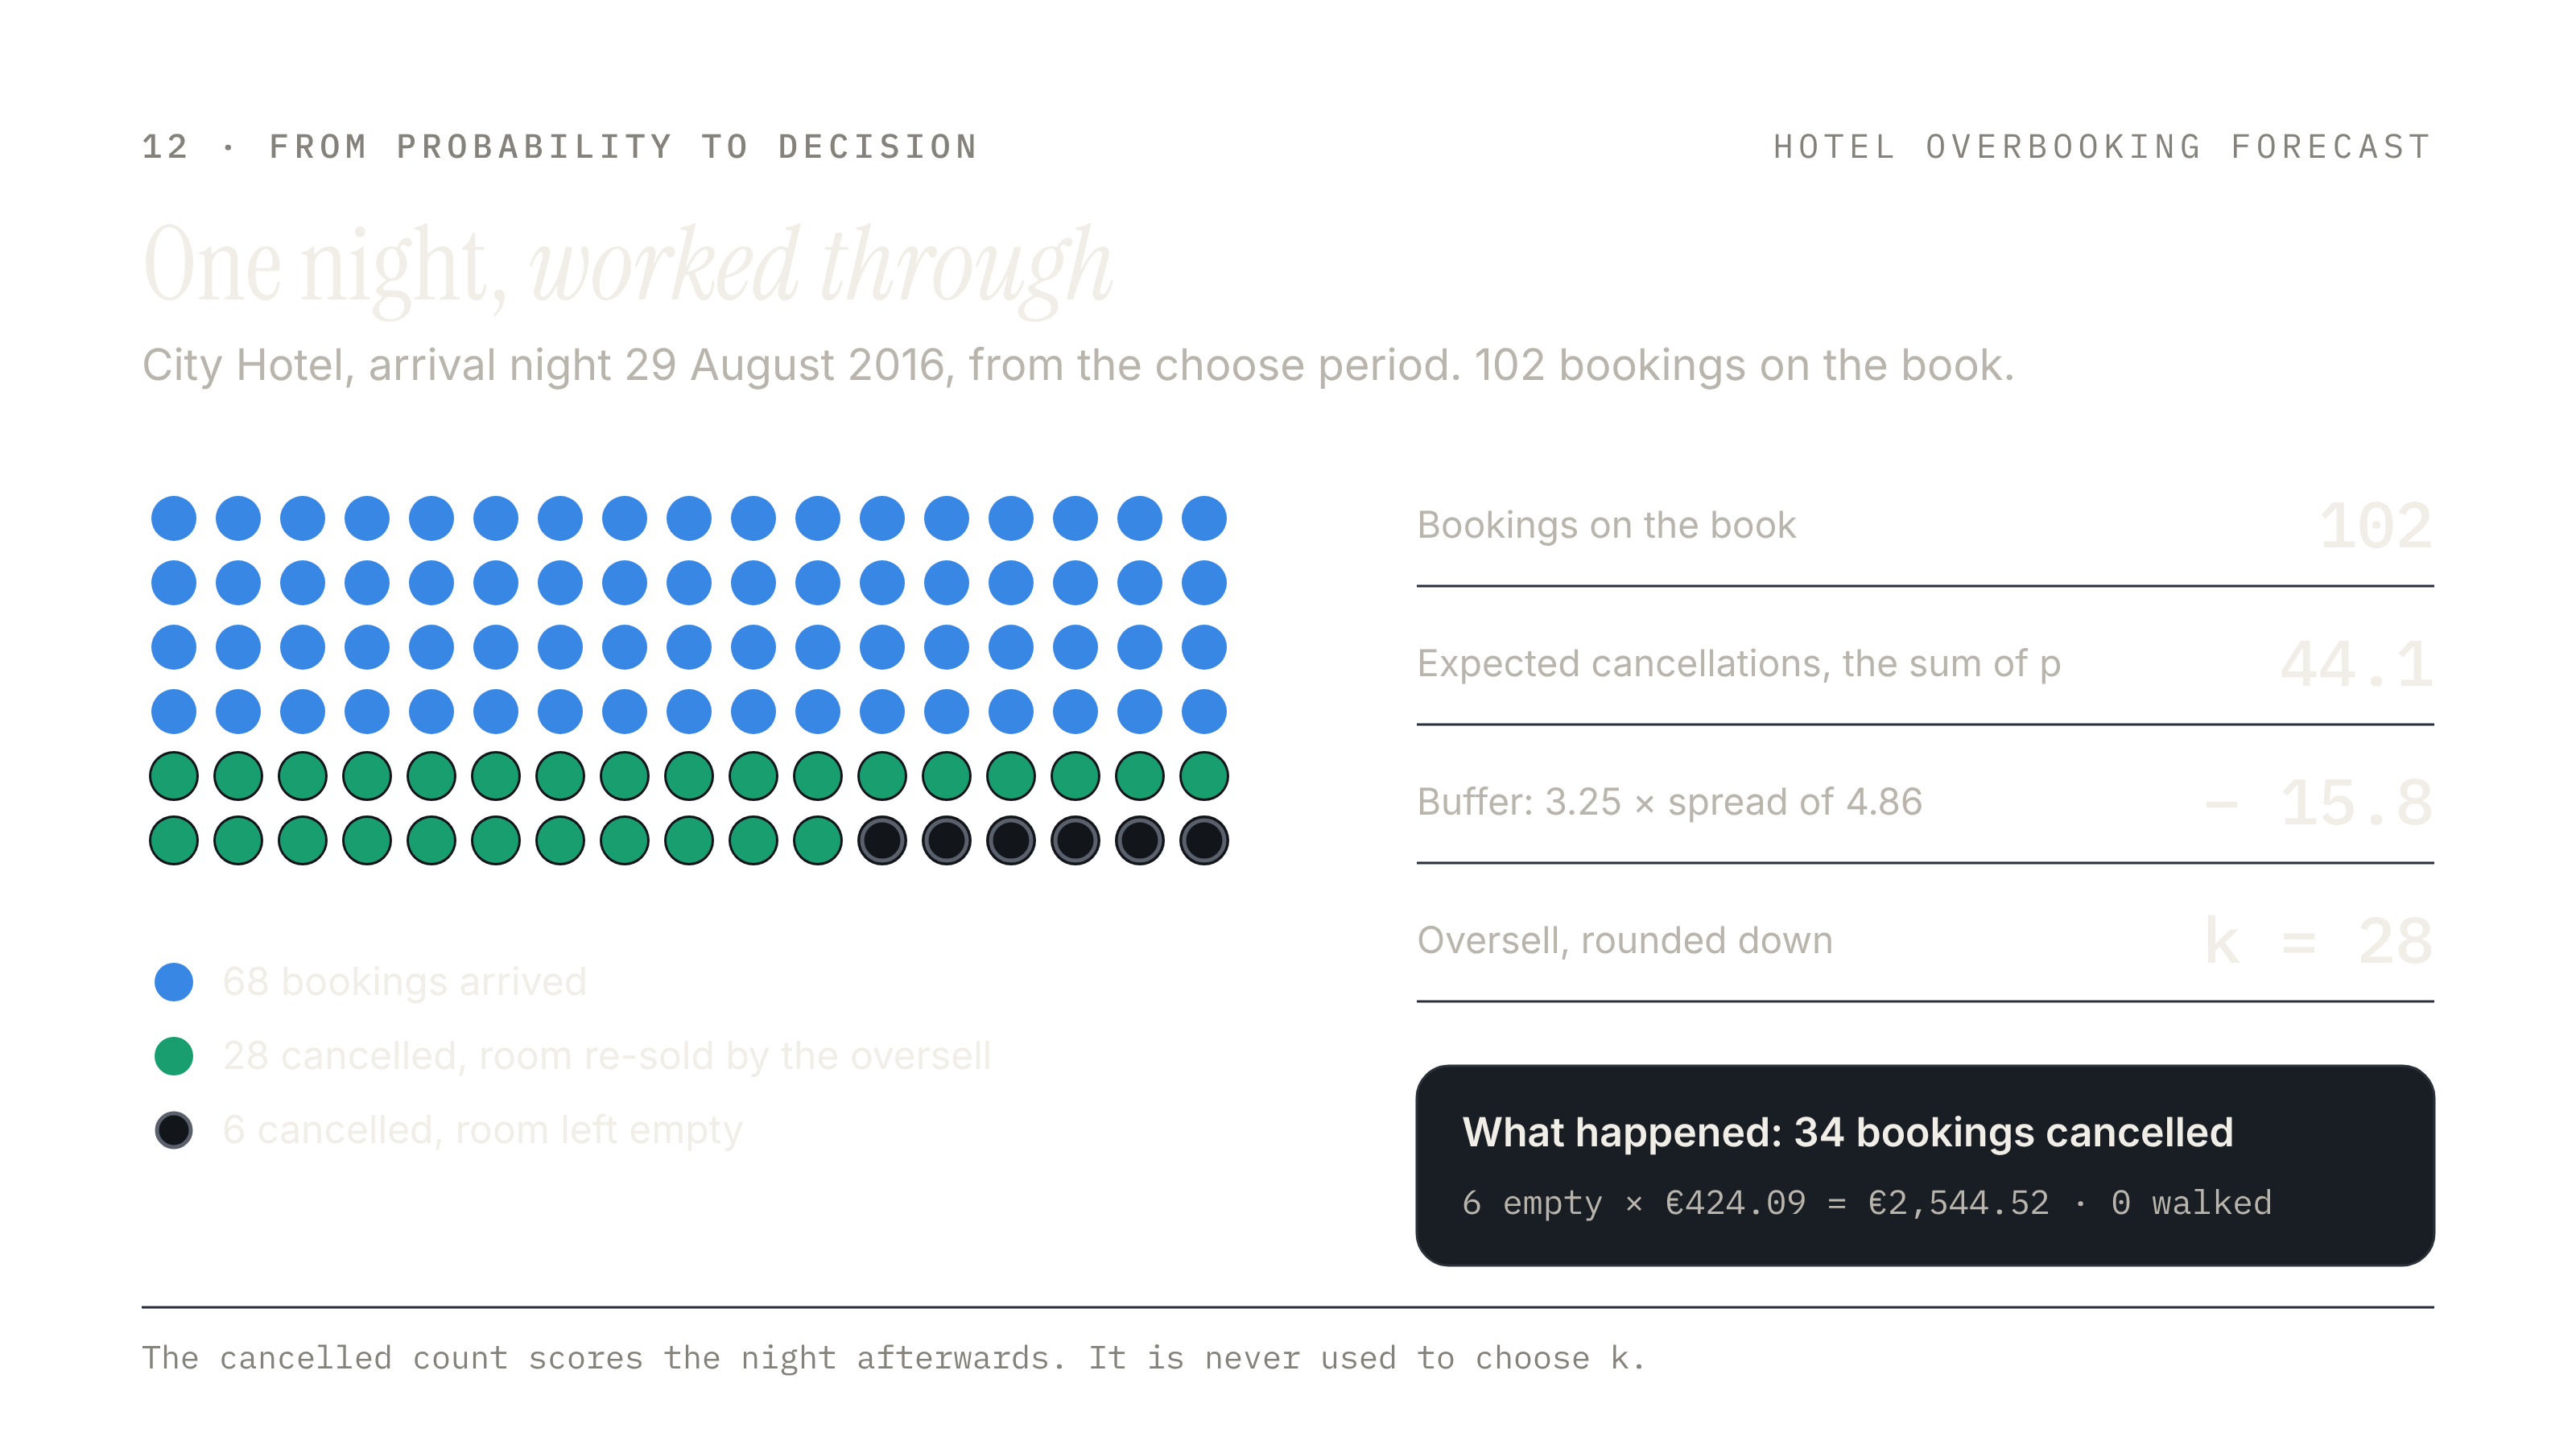 12 · FROM PROBABILITY TO DECISION
HOTEL OVERBOOKING FORECAST
One night, worked through
City Hotel, arrival night 29 August 2016, from the choose period. 102 bookings on the book.
68 bookings arrived
28 cancelled, room re-sold by the oversell
6 cancelled, room left empty
Bookings on the book 102
Expected cancellations, the sum of p 44.1
Buffer: 3.25 × spread of 4.86 − 15.8
Oversell, rounded down k = 28
What happened: 34 bookings cancelled
6 empty × €424.09 = €2,544.52 · 0 walked
The cancelled count scores the night afterwards. It is never used to choose k.